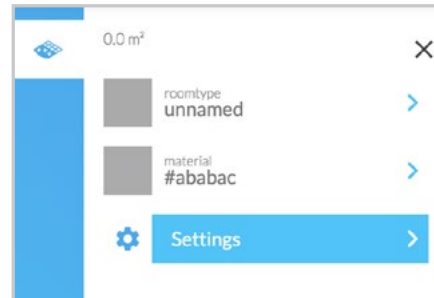 0.0 m²
roomtype
unnamed
material
#ababac
Settings